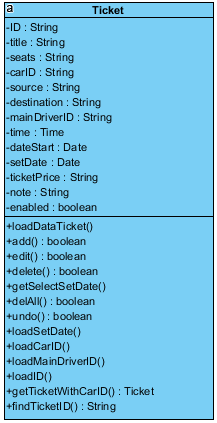 a
Ticket
-ID : String
-title : String
-seats : String
-carID : String
-source : String
-destination : String
-mainDriverID : String
-time : Time
-dateStart : Date
-setDate : Date
-ticketPrice : String
-note : String
-enabled : boolean
+loadDataTicket()
+add() : boolean
+edit() : boolean
+delete() : boolean
+getSelectSetDate()
+delAll() : boolean
+undo() : boolean
+loadSetDate()
+loadCarID()
+loadMainDriverID()
+loadID()
+getTicketWithCarID() : Ticket
+findTicketID() : String